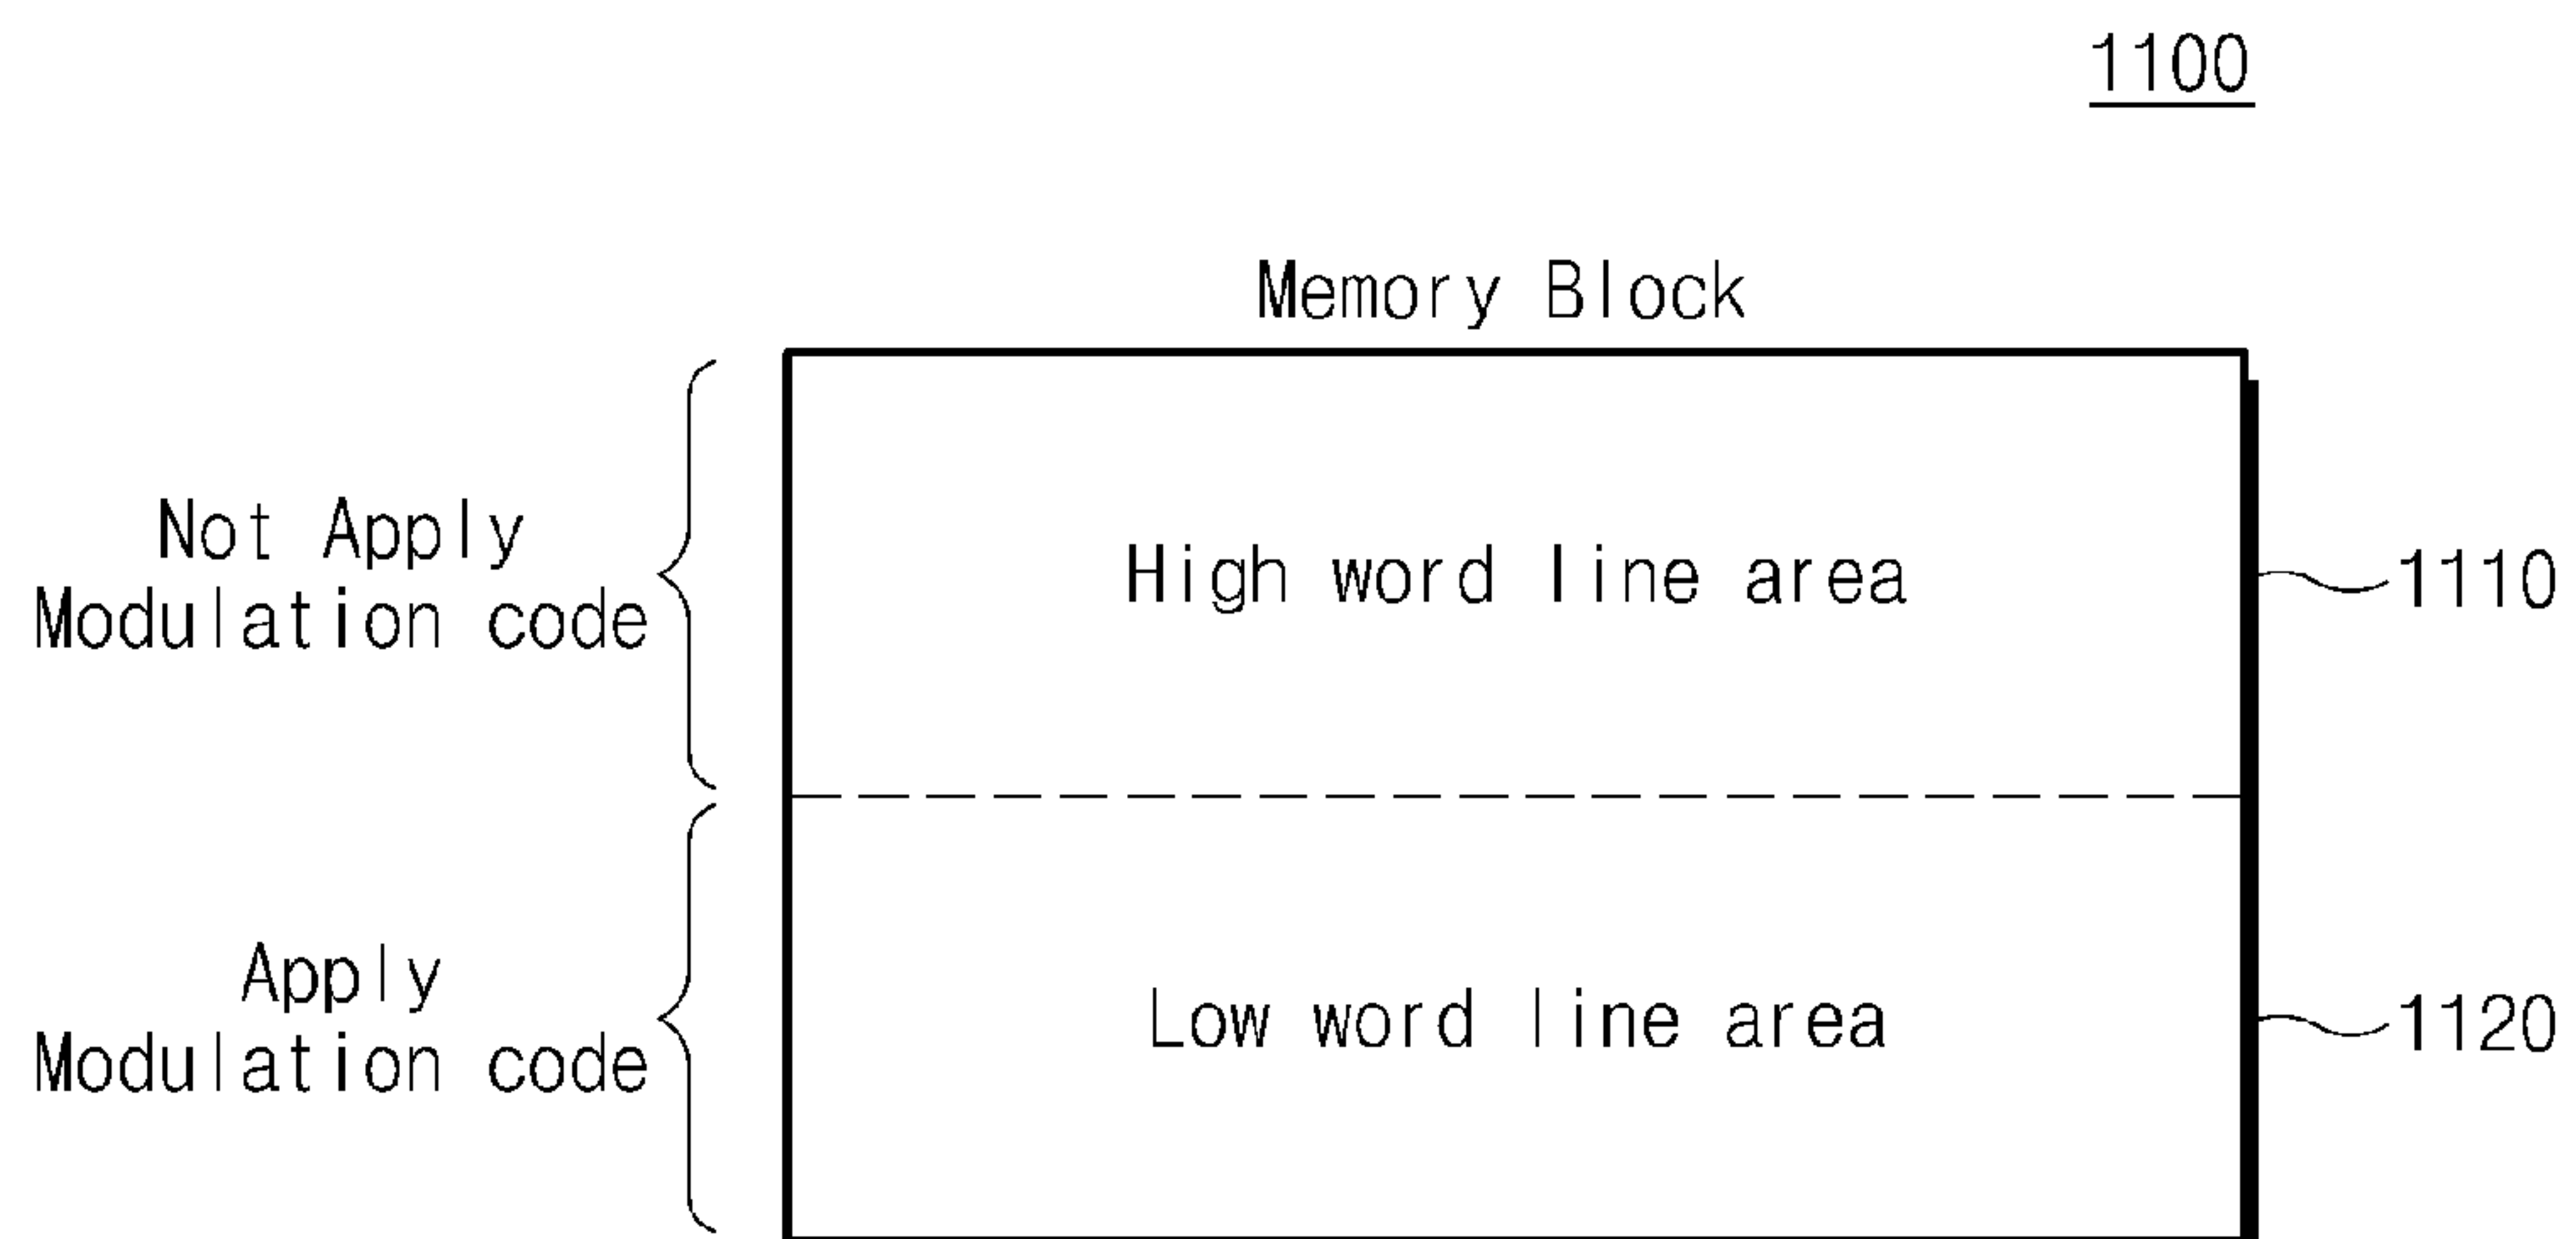 1100
Memory Block
Not Apply
Modulation code
High word line area
1110
Apply
Modulation code
Low word line area
1120